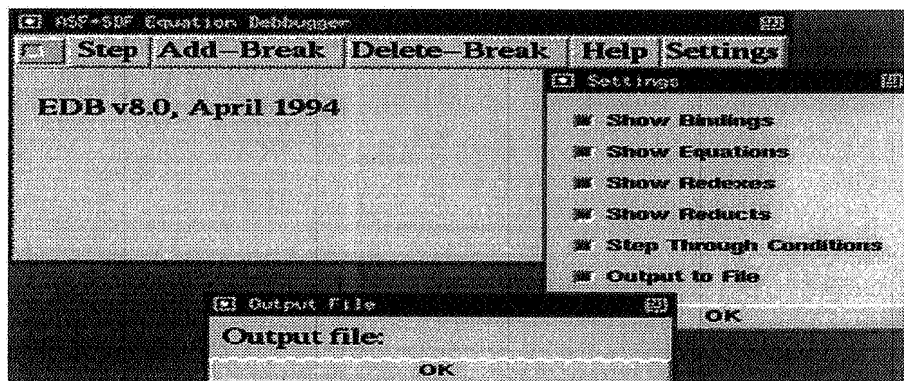 ASF+SDF Equation Debbugger
Step Add-Break Delete-Break Help Settings
EDB v8.0, April 1994
Settings
Show Bindings
Show Equations
Show Redexes
Show Reducts
Step Through Conditions
Output to File
OK
Output File
Output file:
OK